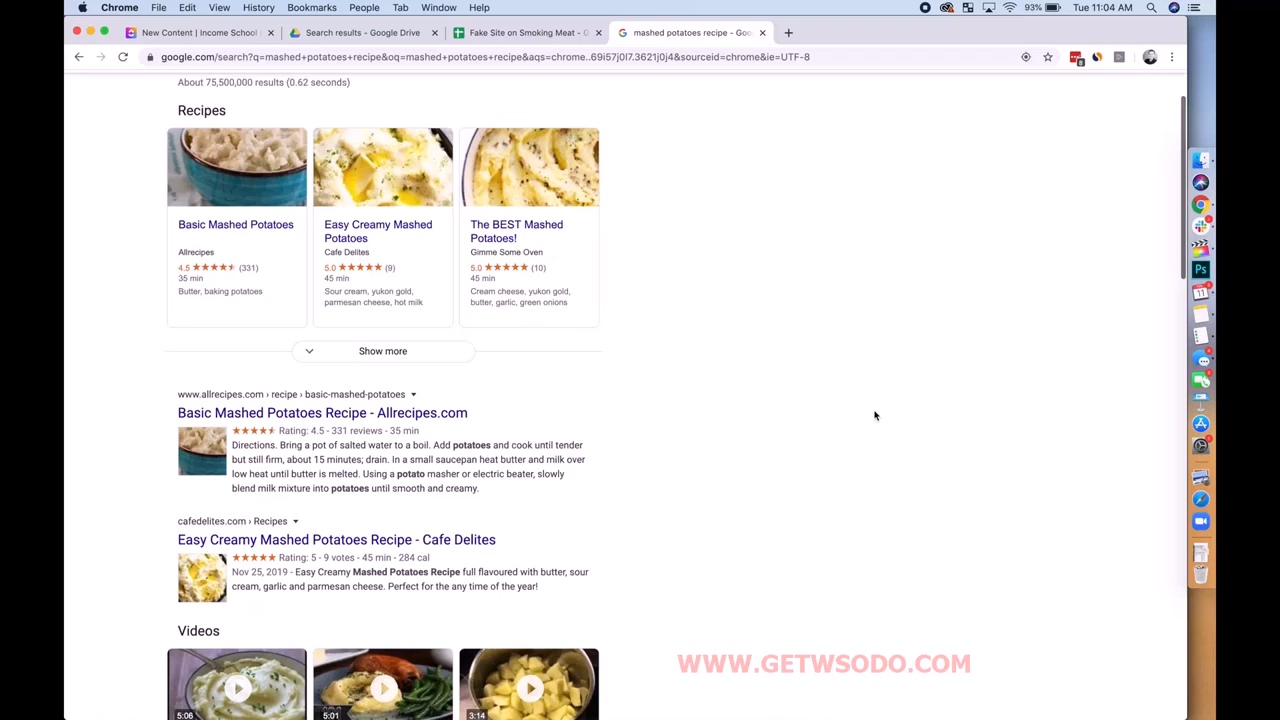 Chrome File Edit View History Bookmarks People Tab Window Help 93% Tue 11:04 AM
New Content | Income School Search results - Google Drive Fake Site on Smoking Meat - G mashed potatoes recipe - Goo
google.com/search?q=mashed+potatoes+recipe&oq=mashed+potatoes+recipe&aqs=chrome..69i57j0l7.3621j0j4&sourceid=chrome&ie=UTF-8
About 75,500,000 results (0.62 seconds)
Recipes
Basic Mashed Potatoes
Allrecipes
4.5 (331)
35 min
Butter, baking potatoes
Easy Creamy Mashed
Potatoes
Cafe Delites
5.0 (9)
45 min
Sour cream, yukon gold,
parmesan cheese, hot milk
The BEST Mashed
Potatoes!
Gimme Some Oven
5.0 (10)
45 min
Cream cheese, yukon gold,
butter, garlic, green onions
Show more
www.allrecipes.com › recipe › basic-mashed-potatoes
Basic Mashed Potatoes Recipe - Allrecipes.com
Rating: 4.5 - 331 reviews - 35 min
Directions. Bring a pot of salted water to a boil. Add potatoes and cook until tender
but still firm, about 15 minutes; drain. In a small saucepan heat butter and milk over
low heat until butter is melted. Using a potato masher or electric beater, slowly
blend milk mixture into potatoes until smooth and creamy.
cafedelites.com › Recipes
Easy Creamy Mashed Potatoes Recipe - Cafe Delites
Rating: 5 - 9 votes - 45 min - 284 cal
Nov 25, 2019 - Easy Creamy Mashed Potatoes Recipe full flavoured with butter, sour
cream, garlic and parmesan cheese. Perfect for the any time of the year!
Videos
5:06
5:01
3:14
WWW.GETWSODO.COM
Ps